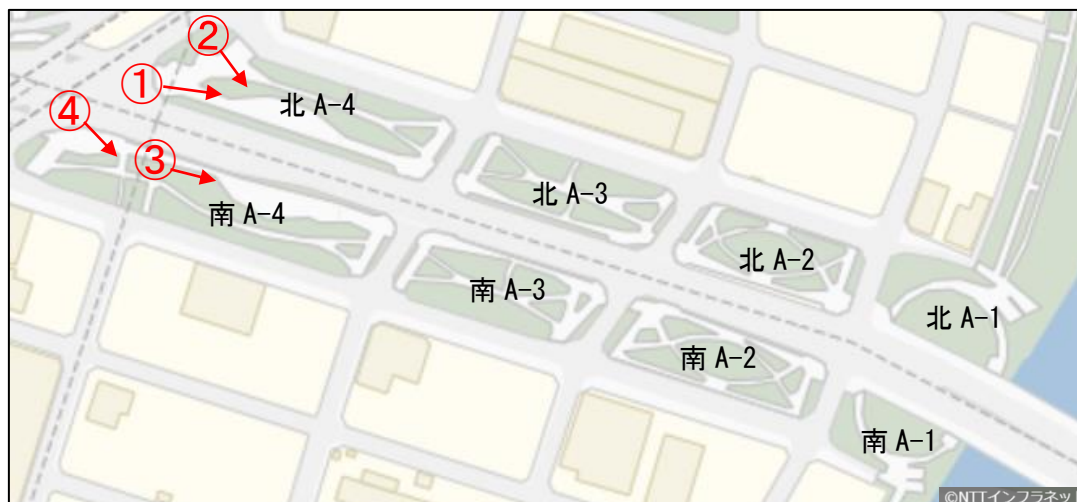 ②
①
北 A-4
④
③
北 A-3
南 A-4
北 A-2
南 A-3
北 A-1
南 A-2
南 A-1
©NTTインフラネッ